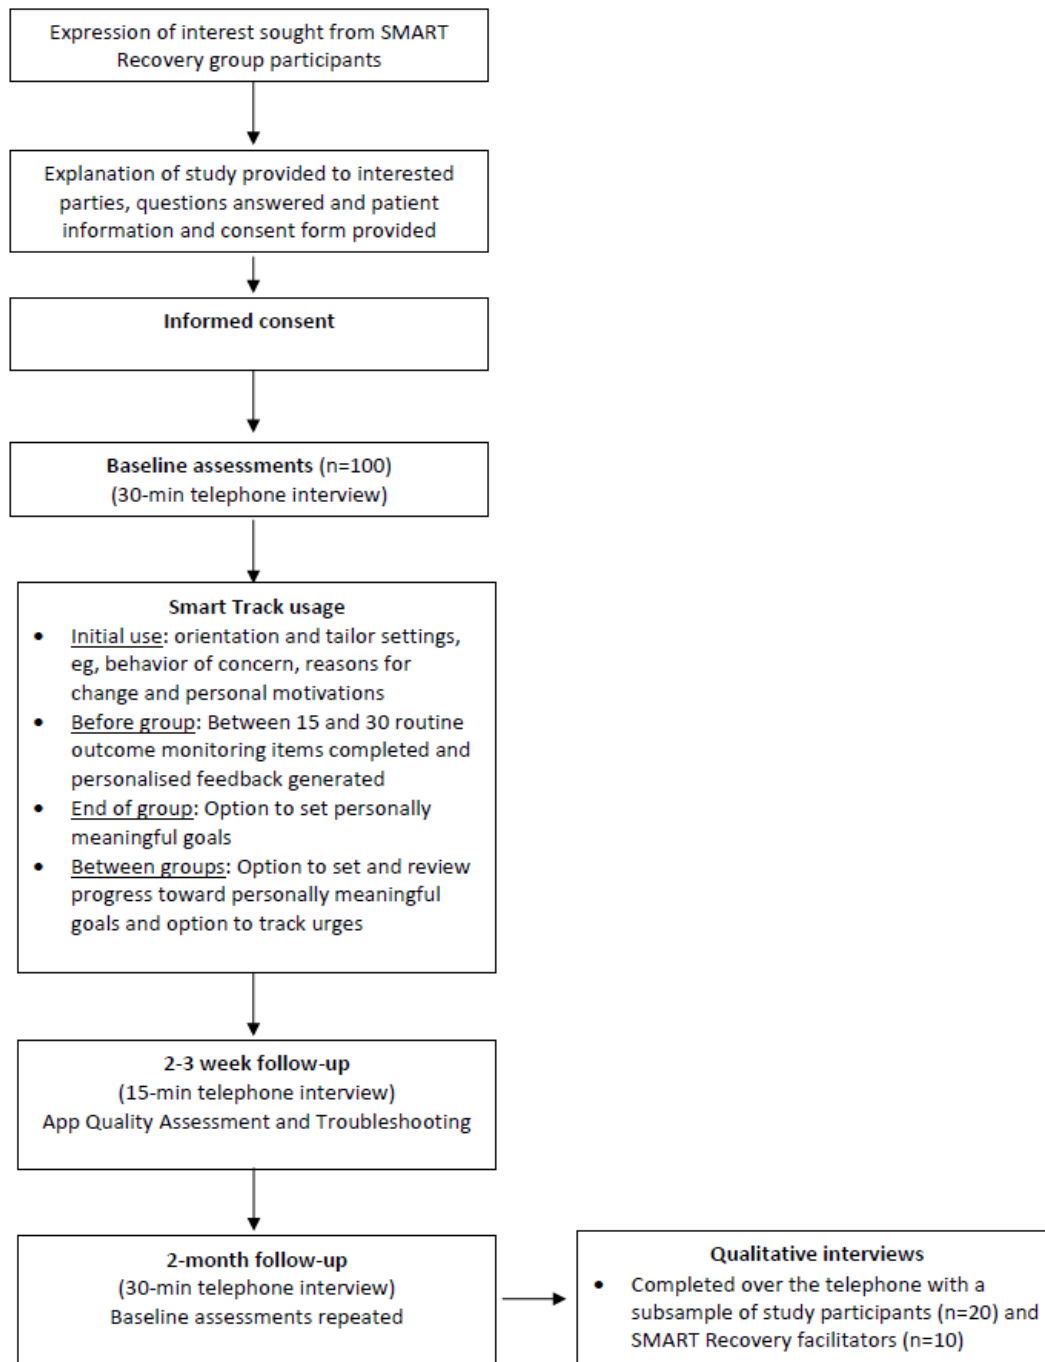 Expression of interest sought from SMART
Recovery group participants
Explanation of study provided to interested
parties, questions answered and patient
information and consent form provided
Informed consent
Baseline assessments (n=100)
(30-min telephone interview)
Smart Track usage
• Initial use: orientation and tailor settings,
eg, behavior of concern, reasons for
change and personal motivations
• Before group: Between 15 and 30 routine
outcome monitoring items completed and
personalised feedback generated
• End of group: Option to set personally
meaningful goals
• Between groups: Option to set and review
progress toward personally meaningful
goals and option to track urges
2-3 week follow-up
(15-min telephone interview)
App Quality Assessment and Troubleshooting
2-month follow-up
(30-min telephone interview)
Baseline assessments repeated
Qualitative interviews
• Completed over the telephone with a
subsample of study participants (n=20) and
SMART Recovery facilitators (n=10)